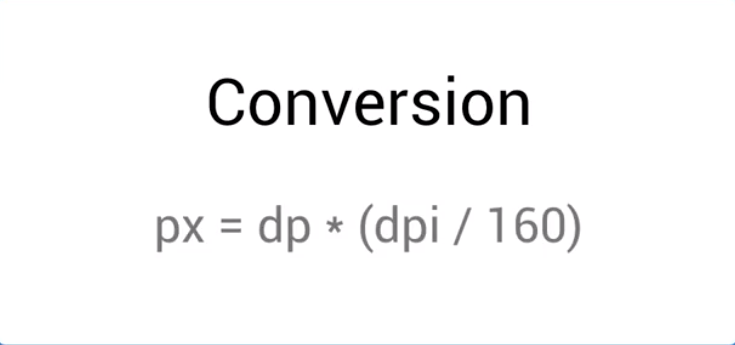 Conversion
px = dp * (dpi / 160)